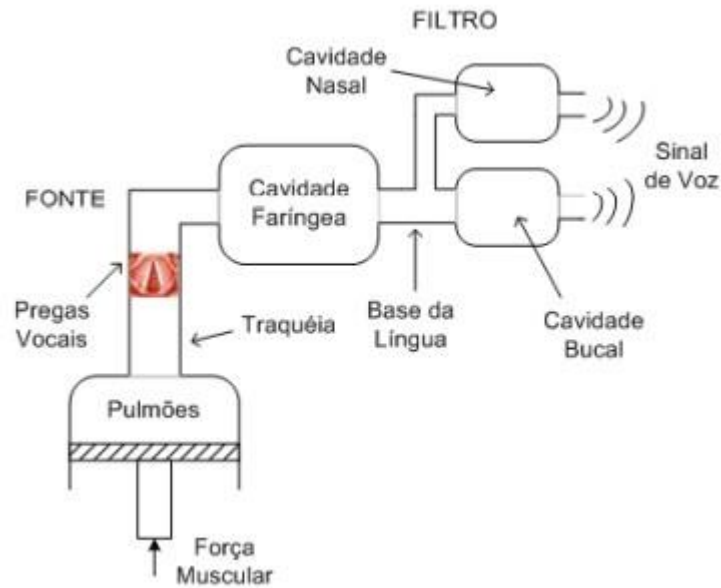 FILTRO
Cavidade
Nasal
Sinal
de Voz
FONTE
Cavidade
Faríngea
Pregas
Vocais
Traquéia
Base da
Língua
Cavidade
Bucal
Pulmões
Força
Muscular